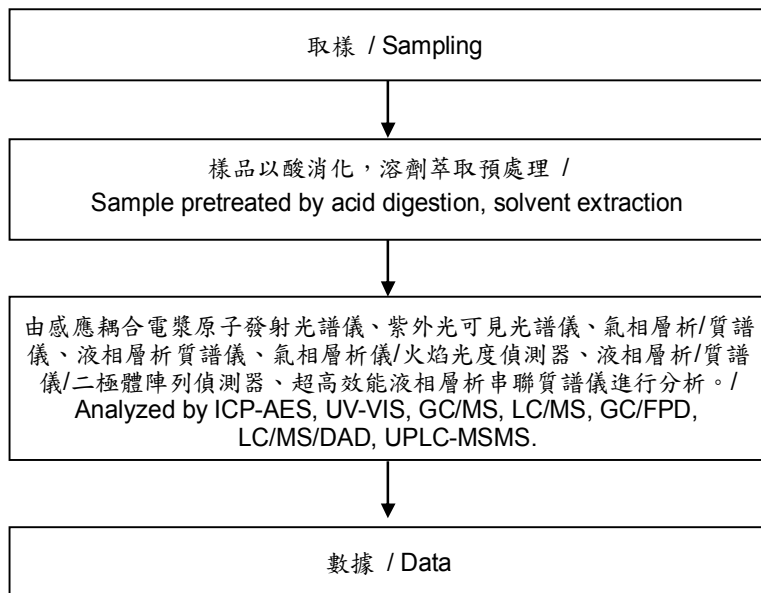 取樣 / Sampling
樣品以酸消化，溶劑萃取預處理 /
Sample pretreated by acid digestion, solvent extraction
由感應耦合電漿原子發射光譜儀、紫外光可見光譜儀、氣相層析/質譜
儀、液相層析質譜儀、氣相層析儀/火焰光度偵測器、液相層析/質譜
儀/二極體陣列偵測器、超高效能液相層析串聯質譜儀進行分析。/
Analyzed by ICP-AES, UV-VIS, GC/MS, LC/MS, GC/FPD,
LC/MS/DAD, UPLC-MSMS.
數據 / Data